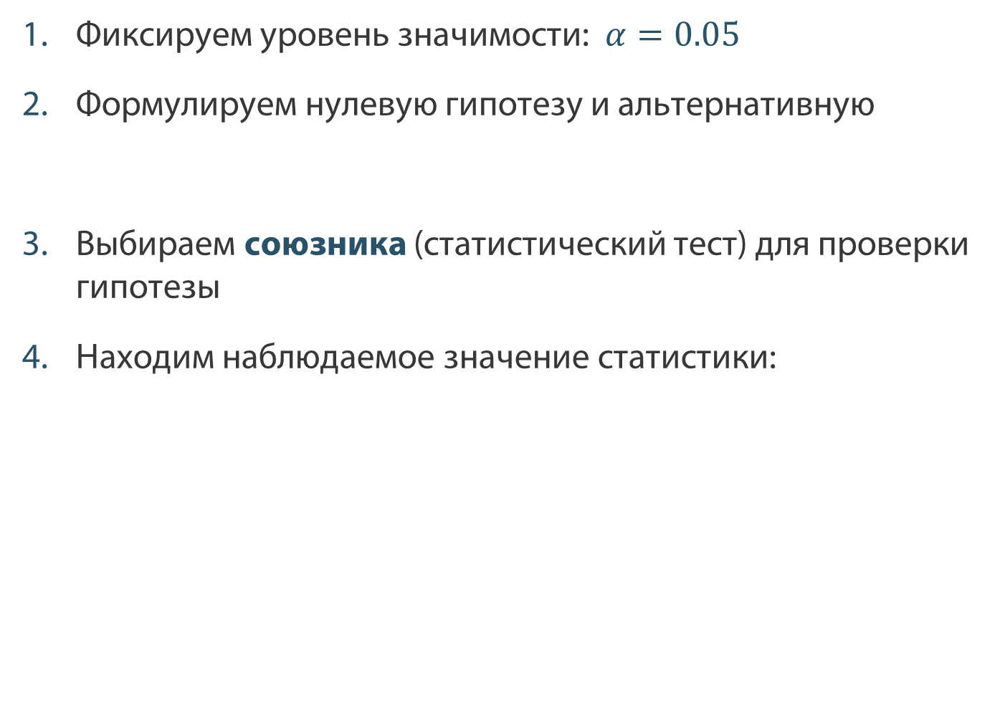 1. Фиксируем уровень значимости: α = 0.05
2. Формулируем нулевую гипотезу и альтернативную
3. Выбираем союзника (статистический тест) для проверки
гипотезы
4. Находим наблюдаемое значение статистики: